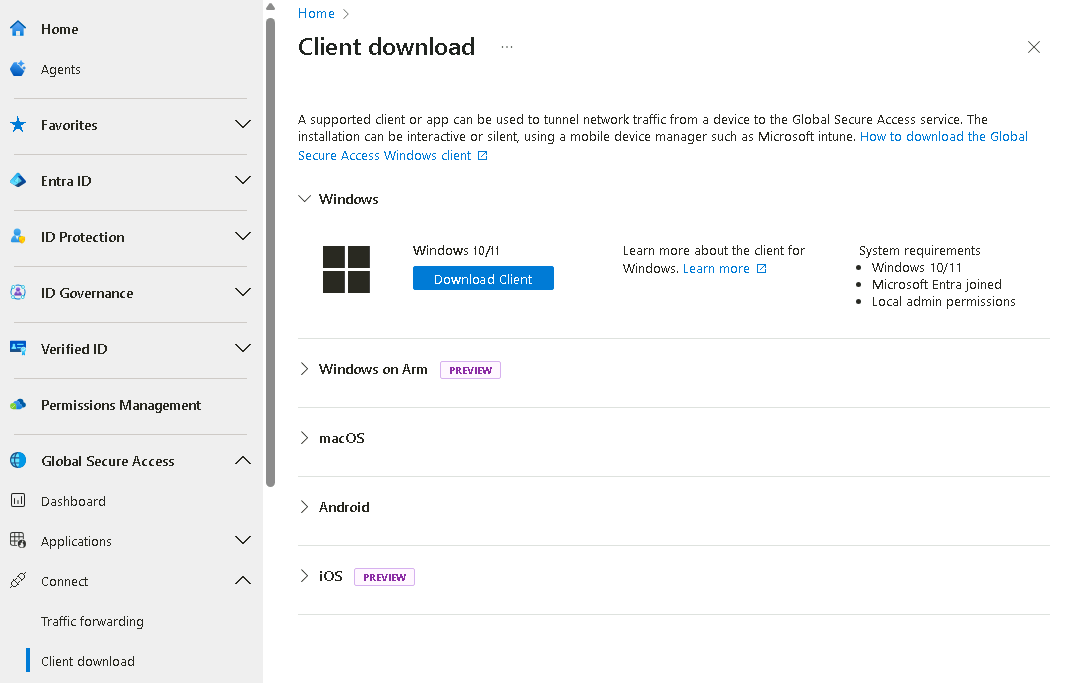 Home
Agents
Favorites
Entra ID
ID Protection
ID Governance
Verified ID
Permissions Management
Global Secure Access
Dashboard
Applications
Connect
Traffic forwarding
Client download
Home
Client download
A supported client or app can be used to tunnel network traffic from a device to the Global Secure Access service. The
installation can be interactive or silent, using a mobile device manager such as Microsoft intune. How to download the Global
Secure Access Windows client
Windows
Windows 10/11
Download Client
Learn more about the client for
Windows. Learn more
System requirements
• Windows 10/11
• Microsoft Entra joined
• Local admin permissions
Windows on Arm PREVIEW
macOS
Android
iOS PREVIEW